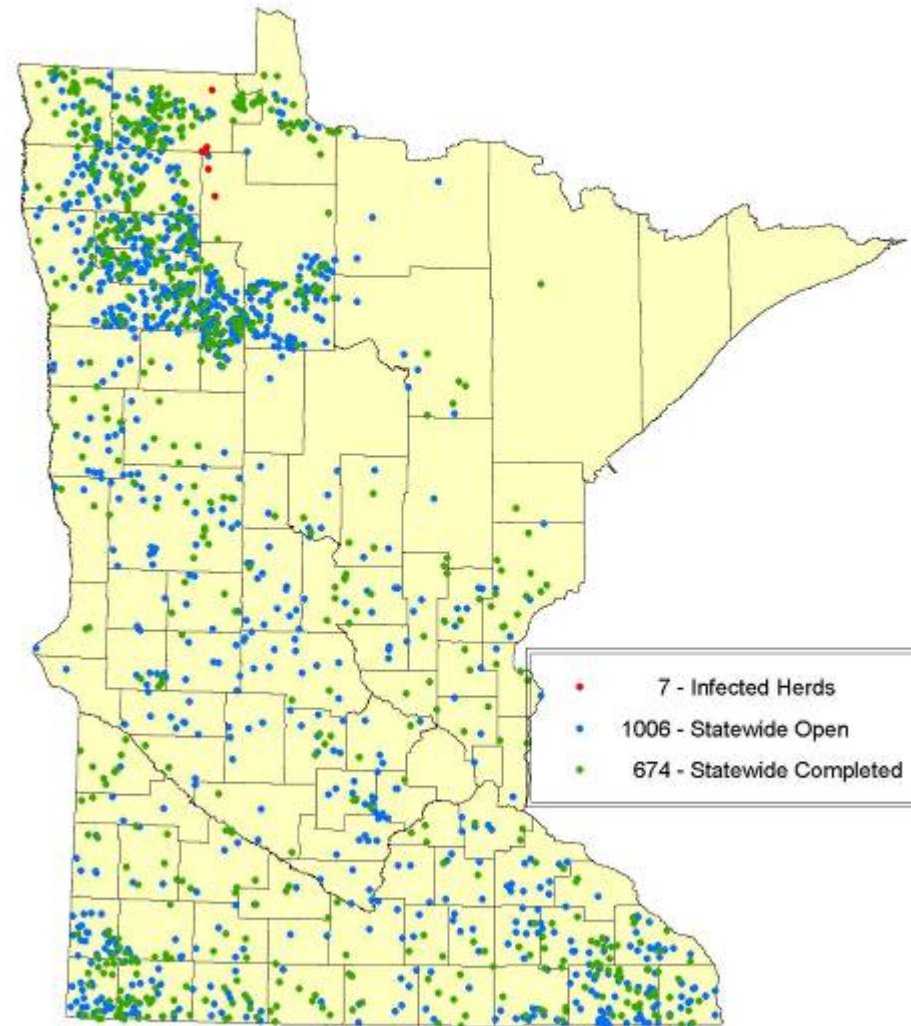 7 - Infected Herds
1006 - Statewide Open
674 - Statewide Completed